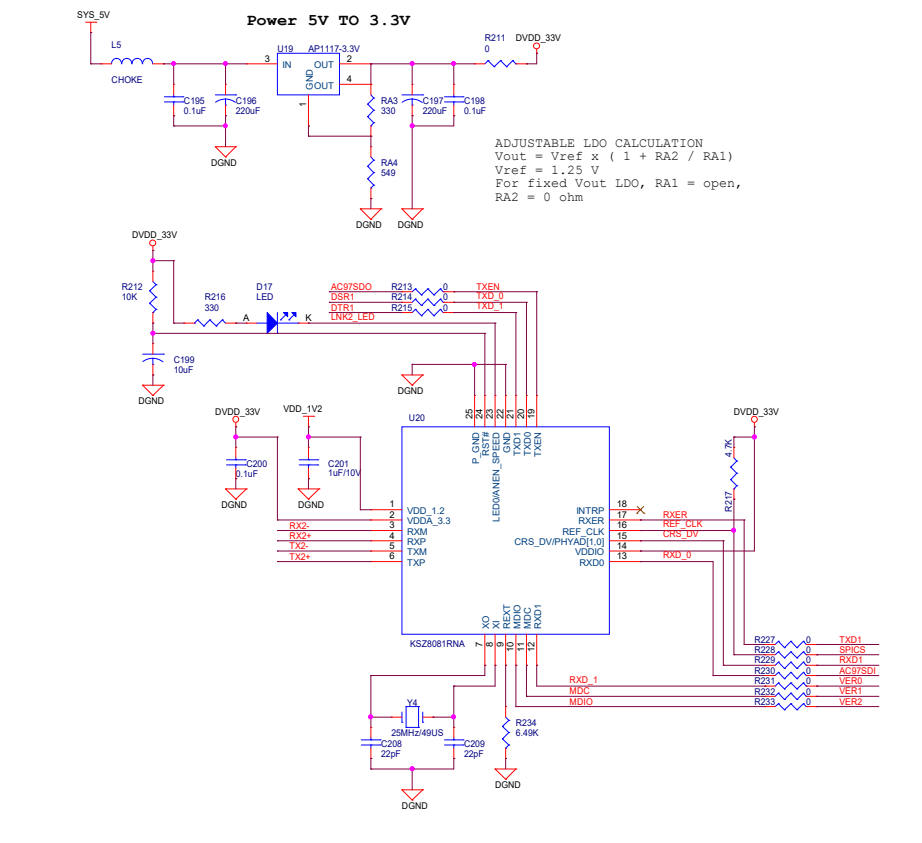 Power 5V TO 3.3V
SYS_5V
L5
CHOKE
C195
0.1uF
C196
220uF
DGND
U19
AP1117-3.3V
3
IN
OUT
2
GND
GOUT
4
1
RA3
330
RA4
549
DGND
C197
220uF
C198
0.1uF
DGND
R211
0
DVDD_33V
ADJUSTABLE LDO CALCULATION
Vout = Vref x ( 1 + RA2 / RA1)
Vref = 1.25 V
For fixed Vout LDO, RA1 = open,
RA2 = 0 ohm
DVDD_33V
R212
10K
R216
330
A
D17
LED
K
C199
10uF
DGND
AC97SDO
R213
0
TXEN
DSR1
R214
0
TXD_0
DTR1
R215
0
TXD_1
LNK2_LED
DGND
DVDD_33V
C200
0.1uF
DGND
VDD_1V2
C201
1uF/10V
DGND
U20
25
24
23
22
21
20
19
P_GND
RST#
LED0/ANEN_SPEED
GND
TXD1
TXD0
TXEN
1
VDD_1.2
2
VDDA_3.3
RX2-
3
RXM
RX2+
4
RXP
TX2-
5
TXM
TX2+
6
TXP
INTRP
18
RXER
17
RXER
REF_CLK
16
REF_CLK
CRS_DV/PHYAD[1,0]
15
CRS_DV
VDDIO
14
RXD0
13
RXD_0
DVDD_33V
4.7K
R217
XO
XI
REXT
MDIO
MDC
RXD1
KSZ8081RNA
7
8
9
10
11
12
R227
0
TXD1
R228
0
SPICS
R229
0
RXD1
R230
0
AC97SDI
RXD_1
R231
0
VER0
MDC
R232
0
VER1
MDIO
R233
0
VER2
Y4
25MHz/49US
C208
22pF
C209
22pF
DGND
R234
6.49K
DGND